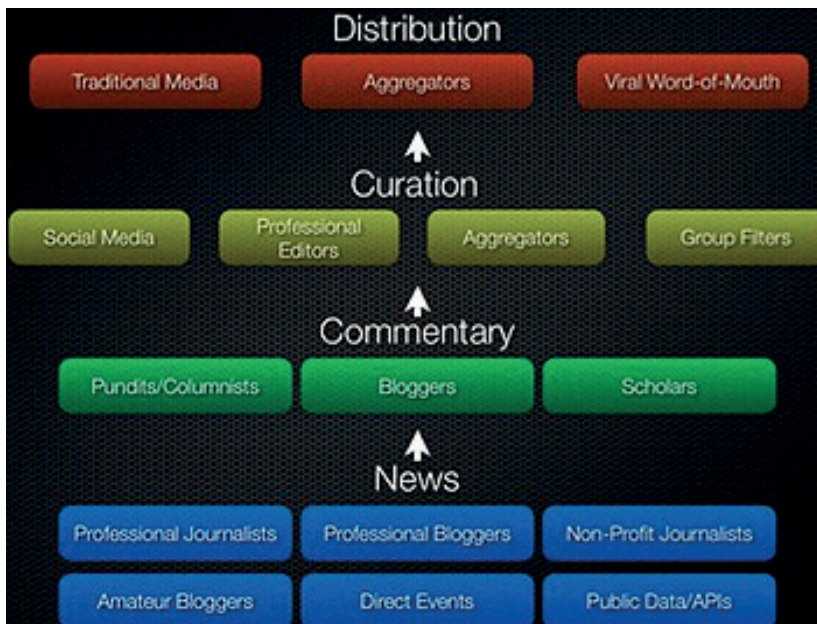 Distribution
Traditional Media
Aggregators
Viral Word-of-Mouth
Curation
Social Media
Professional
Editors
Aggregators
Group Filters
Commentary
Pundits/Columnists
Bloggers
Scholars
News
Professional Journalists
Professional Bloggers
Non-Profit Journalists
Amateur Bloggers
Direct Events
Public Data/APIs